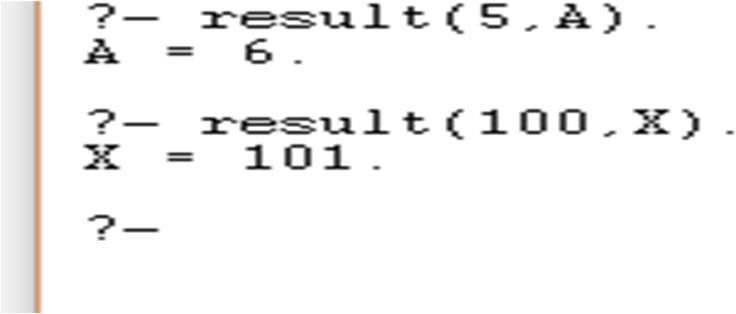 ?- result(5,A).
A = 6.
?- result(100,X).
X = 101.
?-